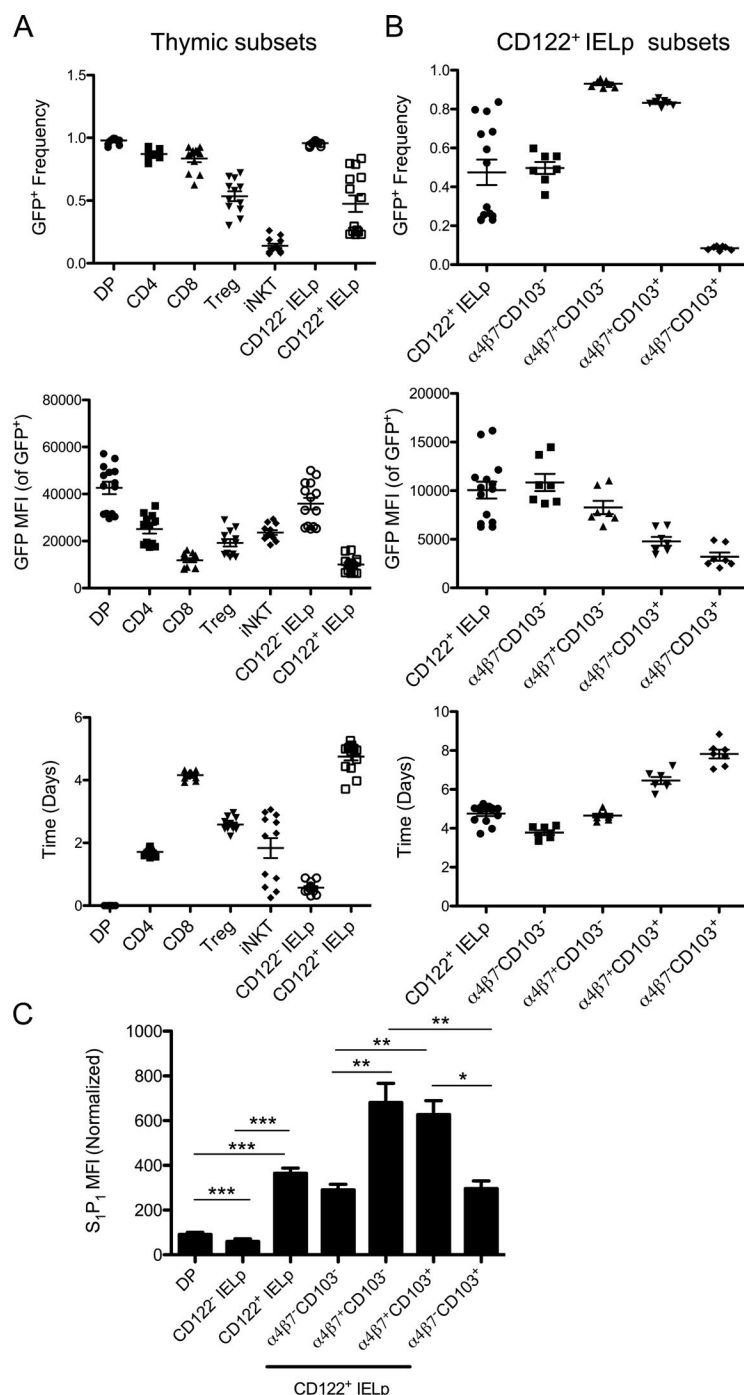 A
Thymic subsets
GFP⁺ Frequency
1.5
1.0
0.5
0.0
DP
CD4
CD8
Treg
iNKT
CD122⁻ IELp
CD122⁺ IELp
B
CD122⁺ IELp subsets
GFP⁺ Frequency
1.0
0.8
0.6
0.4
0.2
0.0
CD122⁺ IELp
α4β7⁻CD103⁻
α4β7⁺CD103⁻
α4β7⁺CD103⁺
α4β7⁻CD103⁺
GFP MFI (of GFP⁺)
80000
60000
40000
20000
0
DP
CD4
CD8
Treg
iNKT
CD122⁻ IELp
CD122⁺ IELp
GFP MFI (of GFP⁺)
20000
15000
10000
5000
0
CD122⁺ IELp
α4β7⁻CD103⁻
α4β7⁺CD103⁻
α4β7⁺CD103⁺
α4β7⁻CD103⁺
Time (Days)
6
4
2
0
DP
CD4
CD8
Treg
iNKT
CD122⁻ IELp
CD122⁺ IELp
Time (Days)
10
8
6
4
2
0
CD122⁺ IELp
α4β7⁻CD103⁻
α4β7⁺CD103⁻
α4β7⁺CD103⁺
α4β7⁻CD103⁺
C
S₁P₁ MFI (Normalized)
1000
800
600
400
200
0
**
**
**
*
***
***
***
DP
CD122⁻ IELp
CD122⁺ IELp
α4β7⁻CD103⁻
α4β7⁺CD103⁻
α4β7⁺CD103⁺
α4β7⁻CD103⁺
CD122⁺ IELp